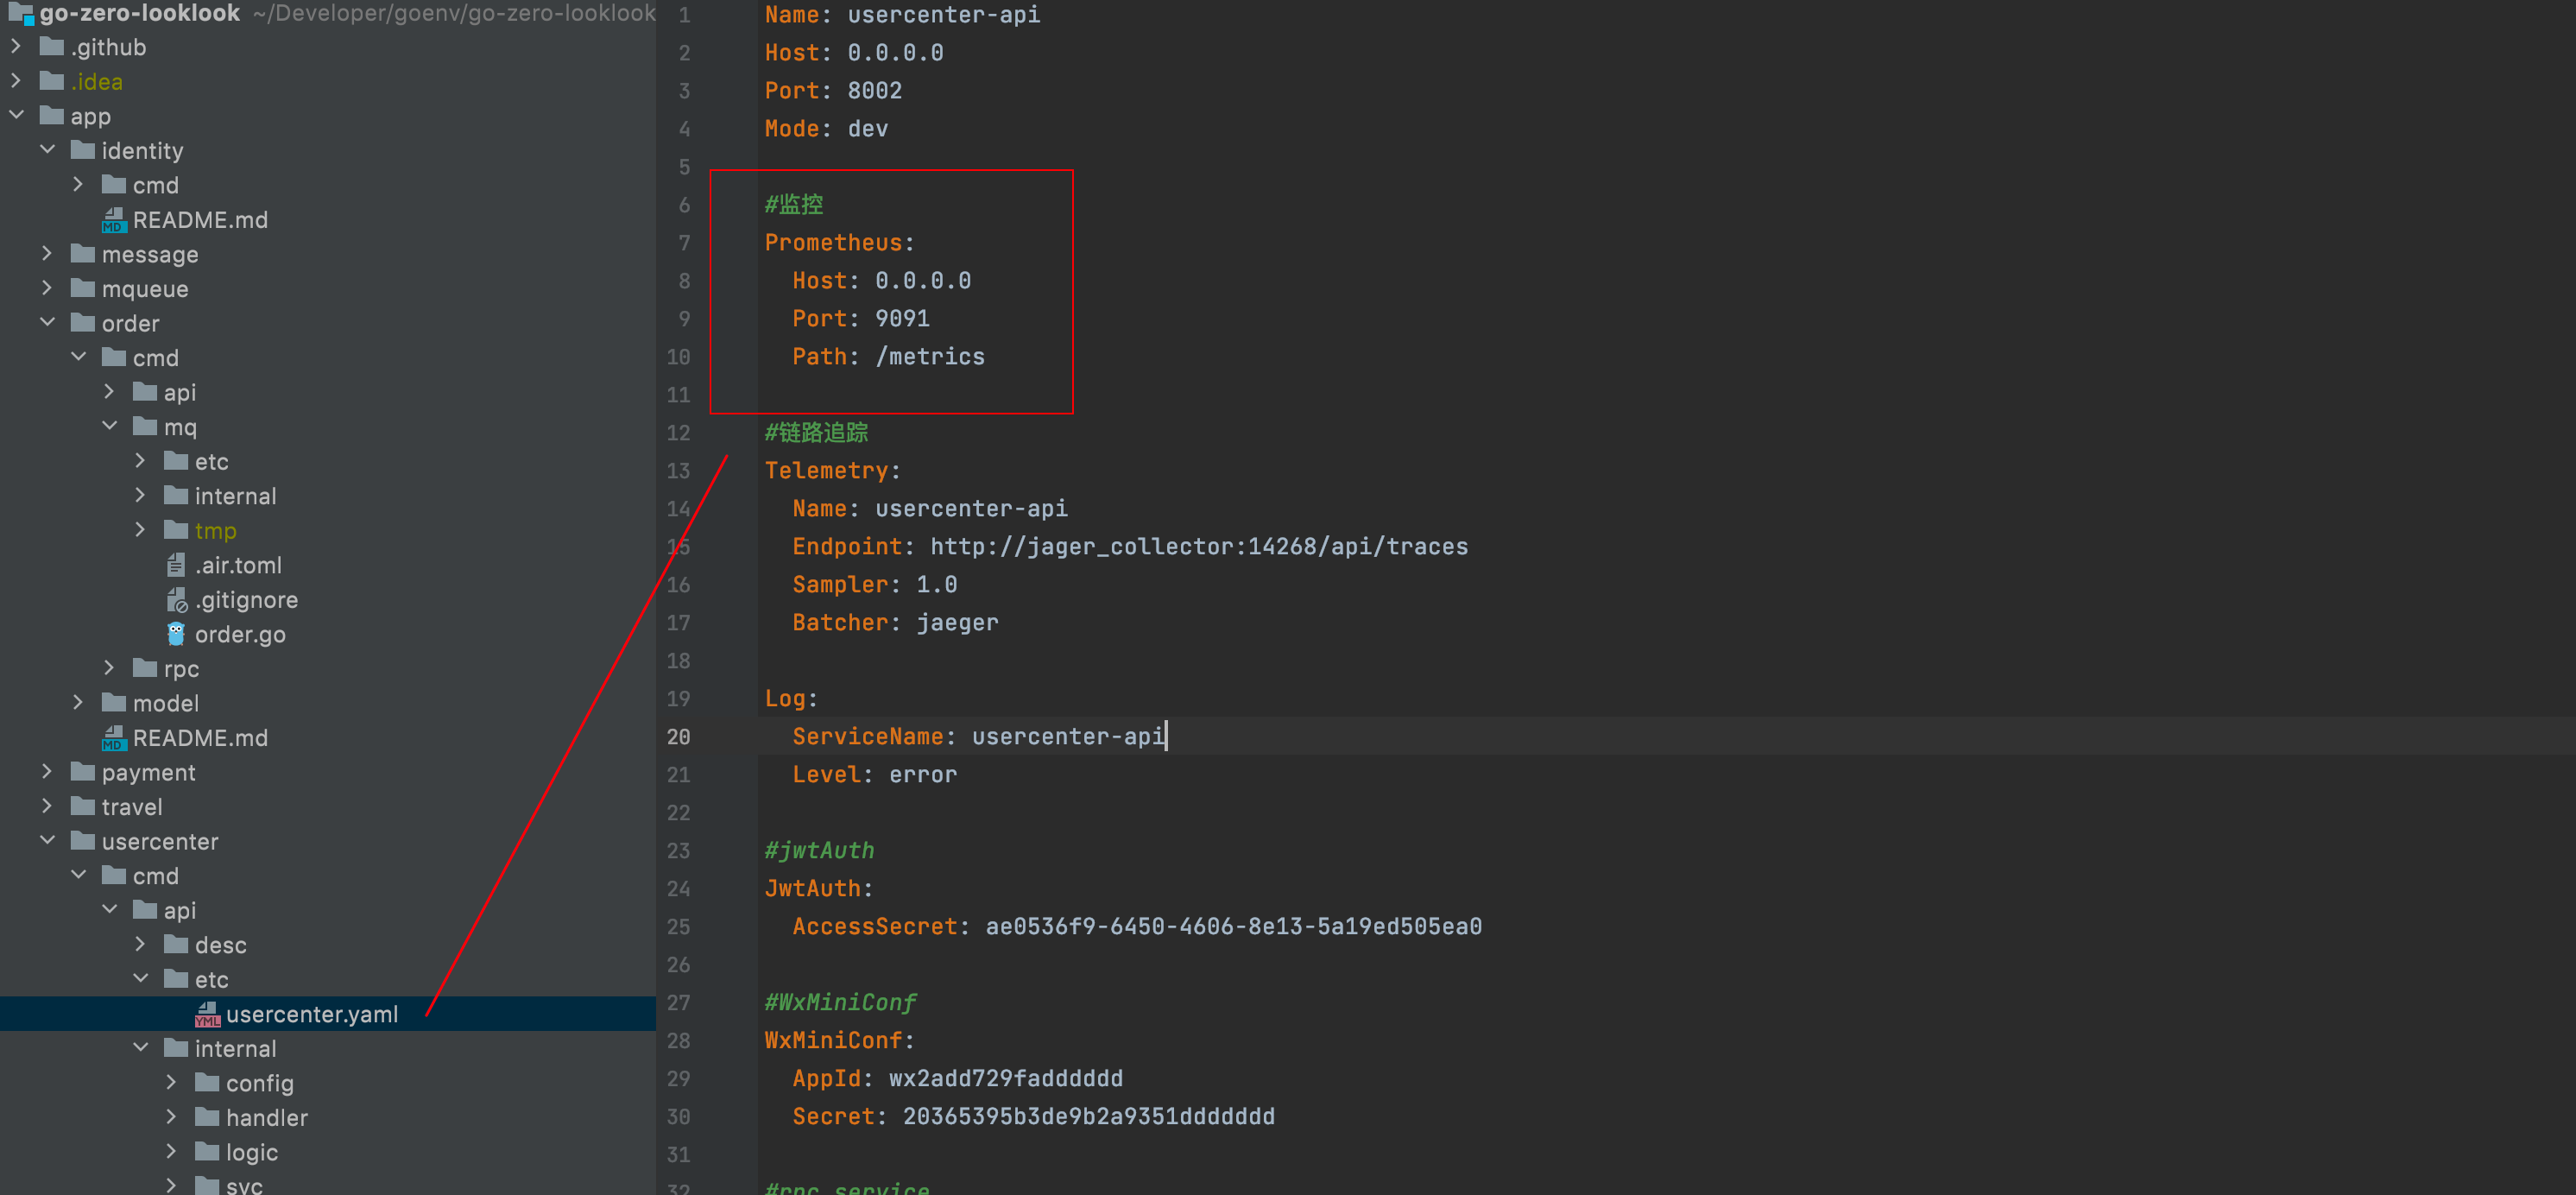 go-zero-looklook ~/Developer/goenv/go-zero-looklook
.github
.idea
app
identity
cmd
README.md
message
mqueue
order
cmd
api
mq
etc
internal
tmp
.air.toml
.gitignore
order.go
rpc
model
README.md
payment
travel
usercenter
cmd
api
desc
etc
usercenter.yaml
internal
config
handler
logic
svc
1 Name: usercenter-api
2 Host: 0.0.0.0
3 Port: 8002
4 Mode: dev
5
6 #监控
7 Prometheus:
8 Host: 0.0.0.0
9 Port: 9091
10 Path: /metrics
11
12 #链路追踪
13 Telemetry:
14 Name: usercenter-api
15 Endpoint: http://jager_collector:14268/api/traces
16 Sampler: 1.0
17 Batcher: jaeger
18
19 Log:
20 ServiceName: usercenter-api
21 Level: error
22
23 #jwtAuth
24 JwtAuth:
25 AccessSecret: ae0536f9-6450-4606-8e13-5a19ed505ea0
26
27 #WxMiniConf
28 WxMiniConf:
29 AppId: wx2add729fadddddd
30 Secret: 20365395b3de9b2a9351ddddddd
31
32 #rpc service